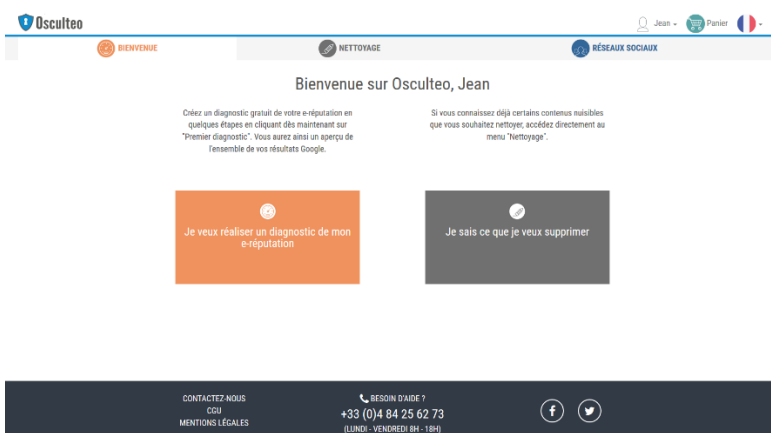 Osculteo
Jean
Panier
BIENVENUE
NETTOYAGE
RÉSEAUX SOCIAUX
Bienvenue sur Osculteo, Jean
Créez un diagnostic gratuit de votre e-réputation en
quelques étapes en cliquant dès maintenant sur
"Premier diagnostic". Vous aurez ainsi un aperçu de
l'ensemble de vos résultats Google.
Si vous connaissez déjà certains contenus nuisibles
que vous souhaitez nettoyer, accédez directement au
menu "Nettoyage".
Je veux réaliser un diagnostic de mon
e-réputation
Je sais ce que je veux supprimer
CONTACTEZ-NOUS
CGU
MENTIONS LÉGALES
BESOIN D'AIDE ?
+33 (0)4 84 25 62 73
(LUNDI - VENDREDI 8H - 18H)